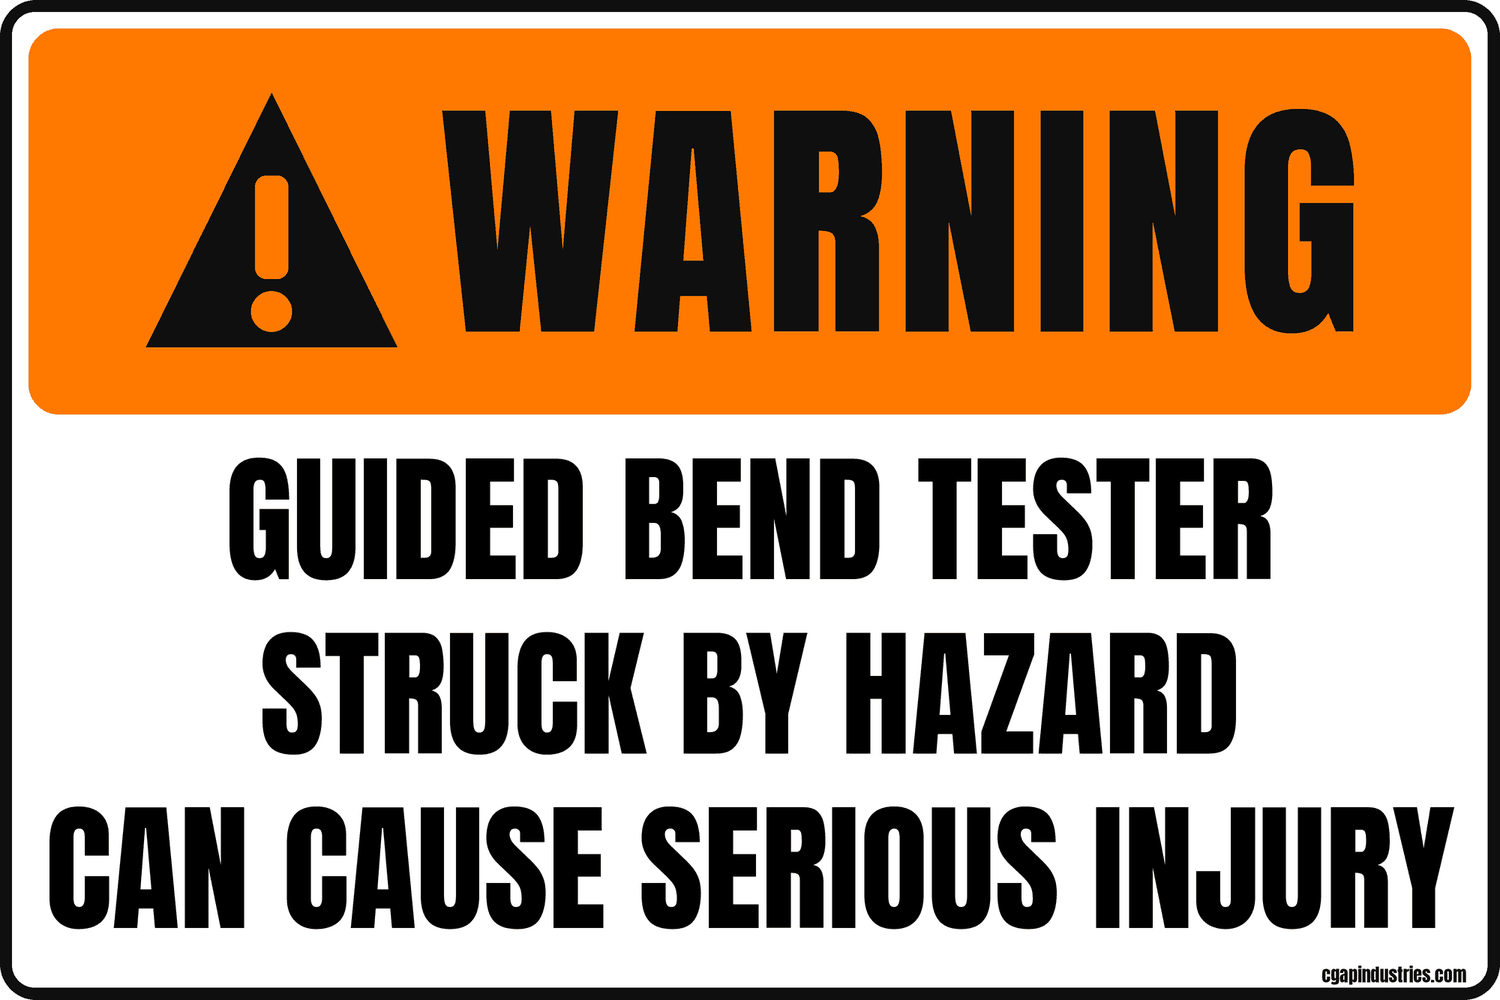 WARNING
GUIDED BEND TESTER
STRUCK BY HAZARD
CAN CAUSE SERIOUS INJURY
cgapindustries.com